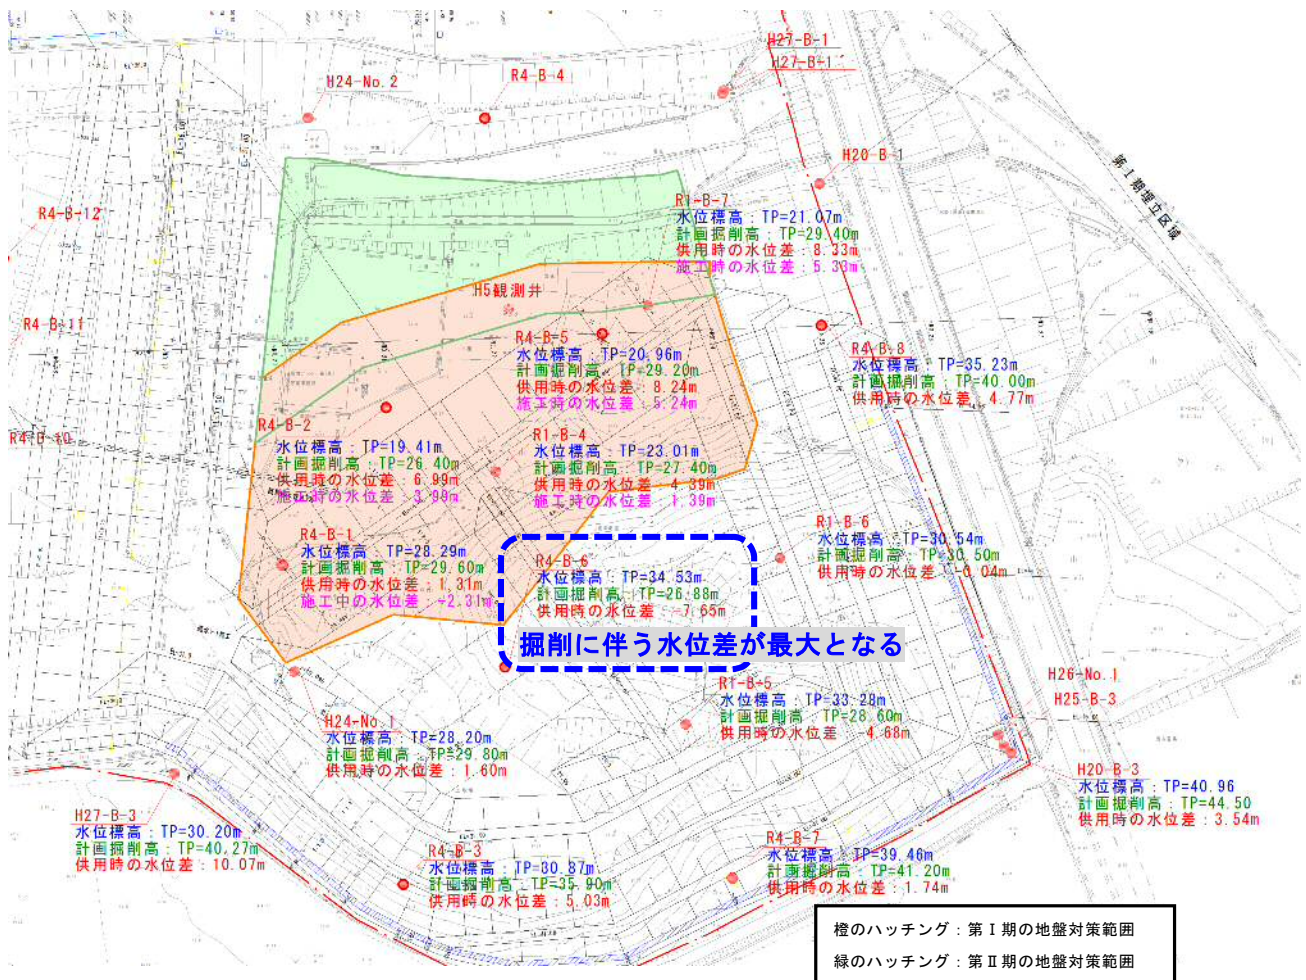 H27-B-1
H27-B-1
H24-No.2
R4-B-4
H20-B-1
第Ⅰ期埋立区域
R4-B-12
R1-B-7
水位標高：TP=21.07m
計画掘削高：TP=29.40m
供用時の水位差：8.33m
施工時の水位差：5.33m
H5観測井
R4-B-11
R4-B-5
水位標高：TP=20.96m
計画掘削高：TP=29.20m
供用時の水位差：8.24m
施工時の水位差：5.24m
R4-B-8
水位標高：TP=35.23m
計画掘削高：TP=40.00m
供用時の水位差：4.77m
R4-B-10
R4-B-2
水位標高：TP=19.41m
計画掘削高：TP=26.40m
供用時の水位差：6.99m
施工時の水位差：3.99m
R1-B-4
水位標高：TP=23.01m
計画掘削高：TP=27.40m
供用時の水位差：4.39m
施工時の水位差：1.39m
R4-B-1
水位標高：TP=28.29m
計画掘削高：TP=29.60m
供用時の水位差：1.31m
施工中の水位差：-2.31m
R4-B-6
水位標高：TP=34.53m
計画掘削高：TP=26.88m
供用時の水位差：-7.65m
掘削に伴う水位差が最大となる
R1-B-6
水位標高：TP=30.54m
計画掘削高：TP=30.50m
供用時の水位差：-0.04m
R1-B-5
水位標高：TP=33.28m
計画掘削高：TP=28.60m
供用時の水位差：-4.68m
H26-No.1
H25-B-3
H24-No.1
水位標高：TP=28.20m
計画掘削高：TP=29.80m
供用時の水位差：1.60m
H20-B-3
水位標高：TP=40.96
計画掘削高：TP=44.50
供用時の水位差：3.54m
H27-B-3
水位標高：TP=30.20m
計画掘削高：TP=40.27m
供用時の水位差：10.07m
R4-B-3
水位標高：TP=30.87m
計画掘削高：TP=35.90m
供用時の水位差：5.03m
R4-B-7
水位標高：TP=39.46m
計画掘削高：TP=41.20m
供用時の水位差：1.74m
橙のハッチング：第Ⅰ期の地盤対策範囲
緑のハッチング：第Ⅱ期の地盤対策範囲